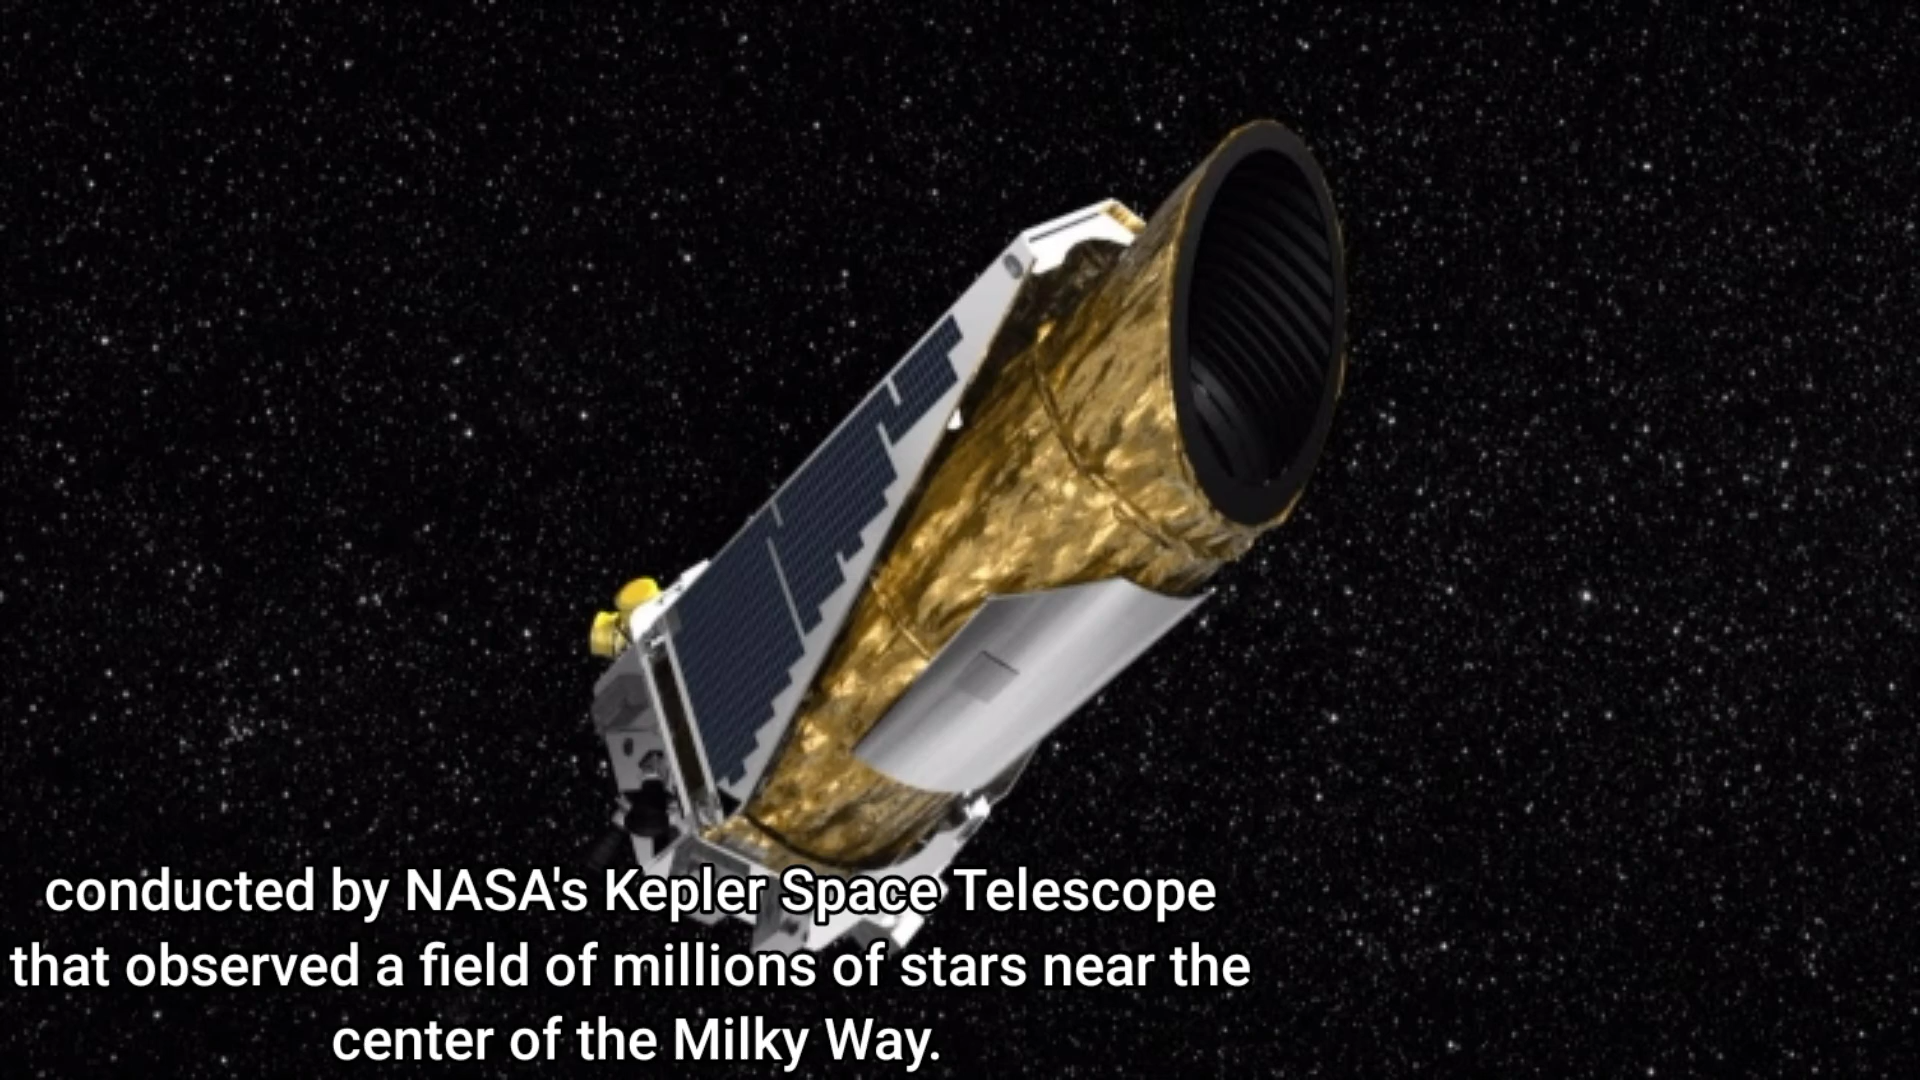 conducted by NASA's Kepler Space Telescope
that observed a field of millions of stars near the
center of the Milky Way.